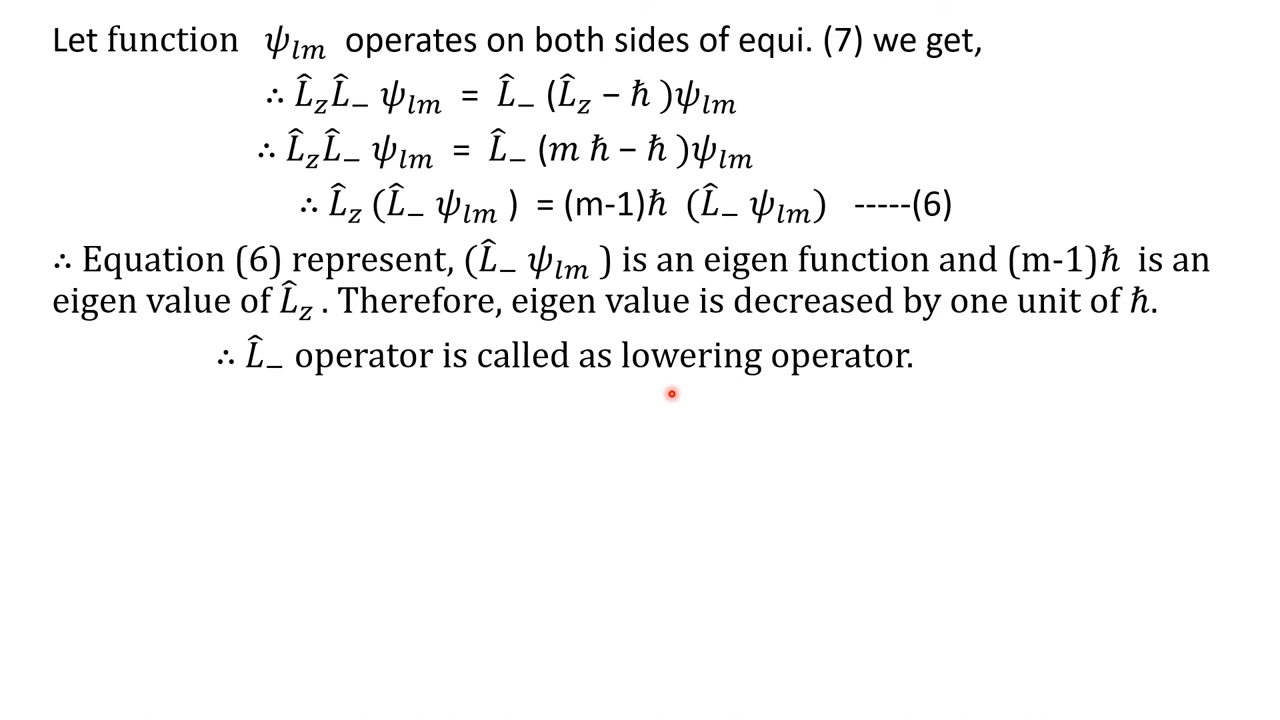 Let function ψ_lm operates on both sides of equi. (7) we get,
∴ L̂_z L̂_− ψ_lm = L̂_− (L̂_z − ℏ )ψ_lm
∴ L̂_z L̂_− ψ_lm = L̂_− (m ℏ − ℏ )ψ_lm
∴ L̂_z (L̂_− ψ_lm ) = (m-1)ℏ (L̂_− ψ_lm) -----(6)
∴ Equation (6) represent, (L̂_− ψ_lm ) is an eigen function and (m-1)ℏ is an
eigen value of L̂_z . Therefore, eigen value is decreased by one unit of ℏ.
∴ L̂_− operator is called as lowering operator.